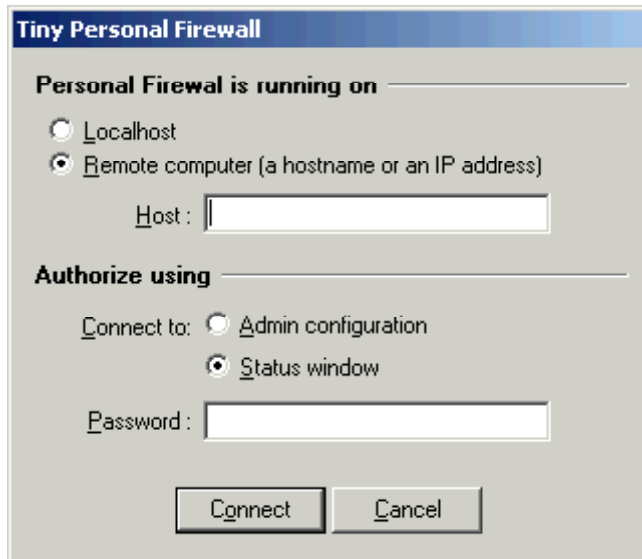 Tiny Personal Firewall
Personal Firewal is running on
Localhost
Remote computer (a hostname or an IP address)
Host :
Authorize using
Connect to: Admin configuration
Status window
Password :
Connect Cancel